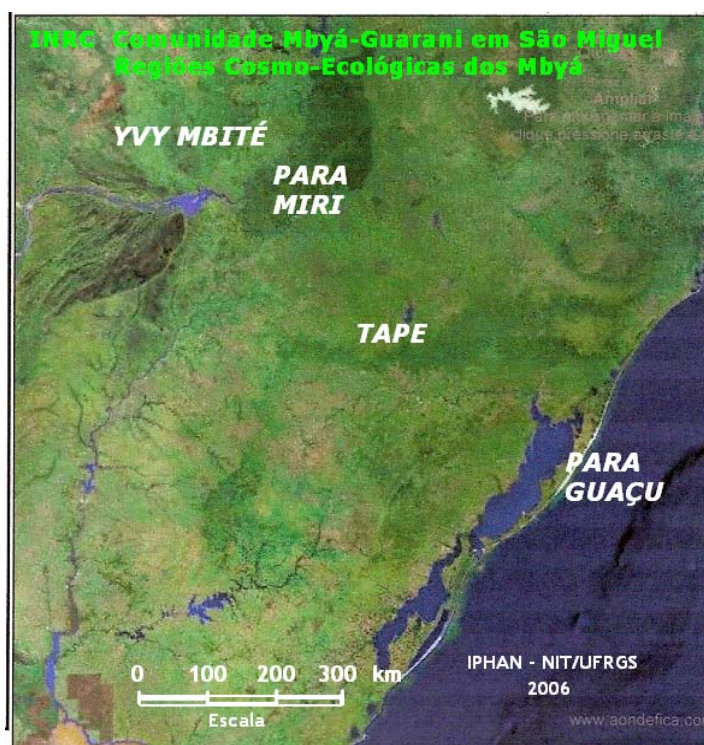 INRC Comunidade Mbyá-Guarani em São Miguel
Regiões Cosmo-Ecológicas dos Mbyá
Ampliar
YVY MBITÉ
PARA
MIRI
TAPE
PARA
GUAÇU
0 100 200 300 km
Escala
IPHAN - NIT/UFRGS
2006
www.aondefica.com